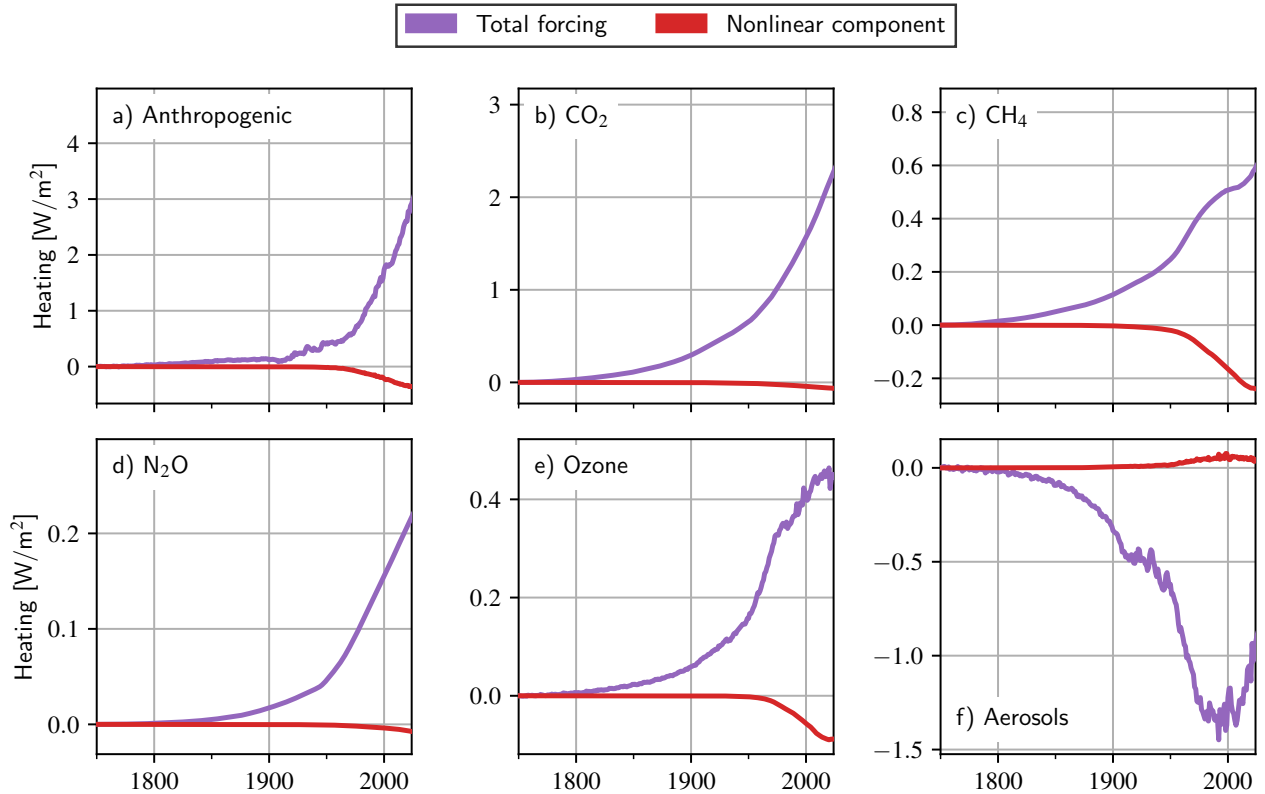 Total forcing Nonlinear component
a) Anthropogenic
Heating [W/m²]
4
3
2
1
0
b) CO₂
3
2
1
0
c) CH₄
0.8
0.6
0.4
0.2
0.0
−0.2
d) N₂O
Heating [W/m²]
0.2
0.1
0.0
1800 1900 2000
e) Ozone
0.4
0.2
0.0
1800 1900 2000
f) Aerosols
0.0
−0.5
−1.0
−1.5
1800 1900 2000